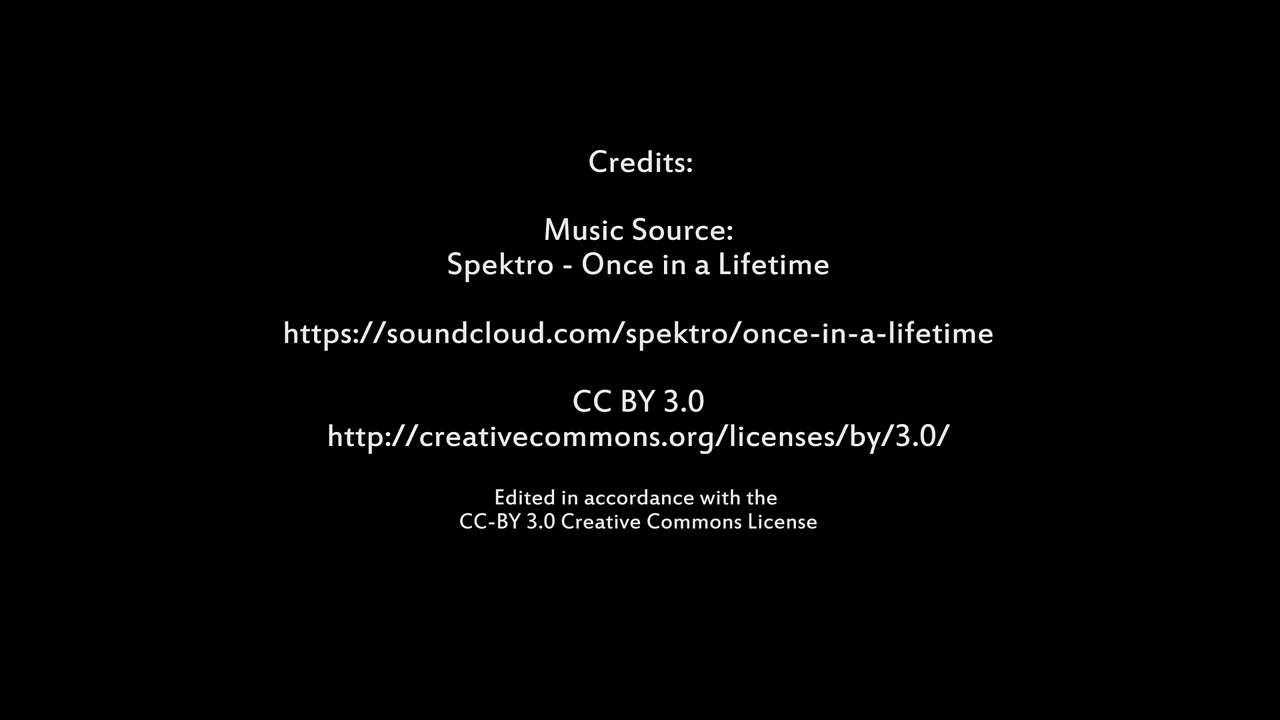 Credits:
Music Source:
Spektro - Once in a Lifetime
https://soundcloud.com/spektro/once-in-a-lifetime
CC BY 3.0
http://creativecommons.org/licenses/by/3.0/
Edited in accordance with the
CC-BY 3.0 Creative Commons License